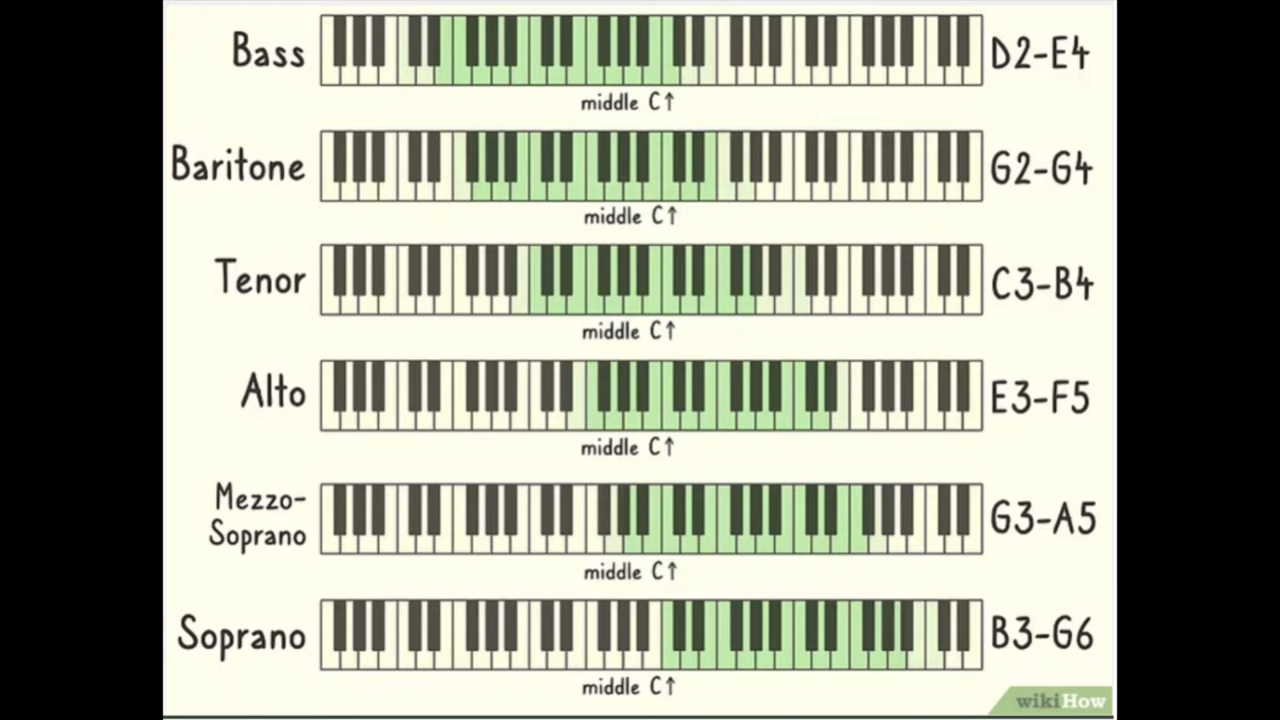 Bass D2-E4
middle C↑
Baritone G2-G4
middle C↑
Tenor C3-B4
middle C↑
Alto E3-F5
middle C↑
Mezzo-
Soprano G3-A5
middle C↑
Soprano B3-G6
middle C↑
wikiHow